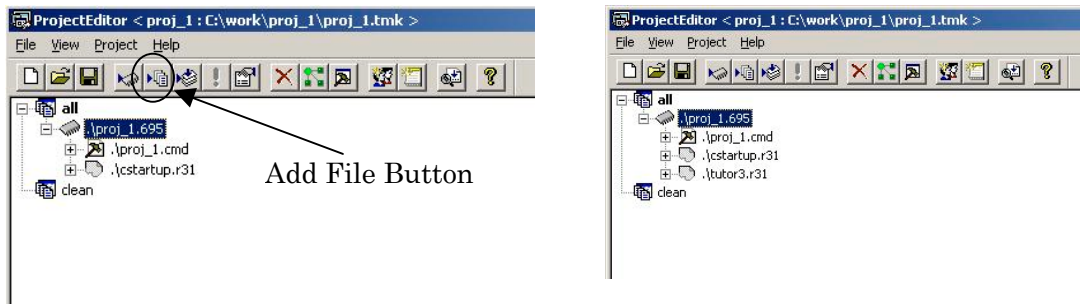 ProjectEditor < proj_1 : C:\work\proj_1\proj_1.tmk >
File View Project Help
all
.\proj_1.695
.\proj_1.cmd
.\cstartup.r31
clean
Add File Button
ProjectEditor < proj_1 : C:\work\proj_1\proj_1.tmk >
File View Project Help
all
.\proj_1.695
.\proj_1.cmd
.\cstartup.r31
.\tutor3.r31
clean